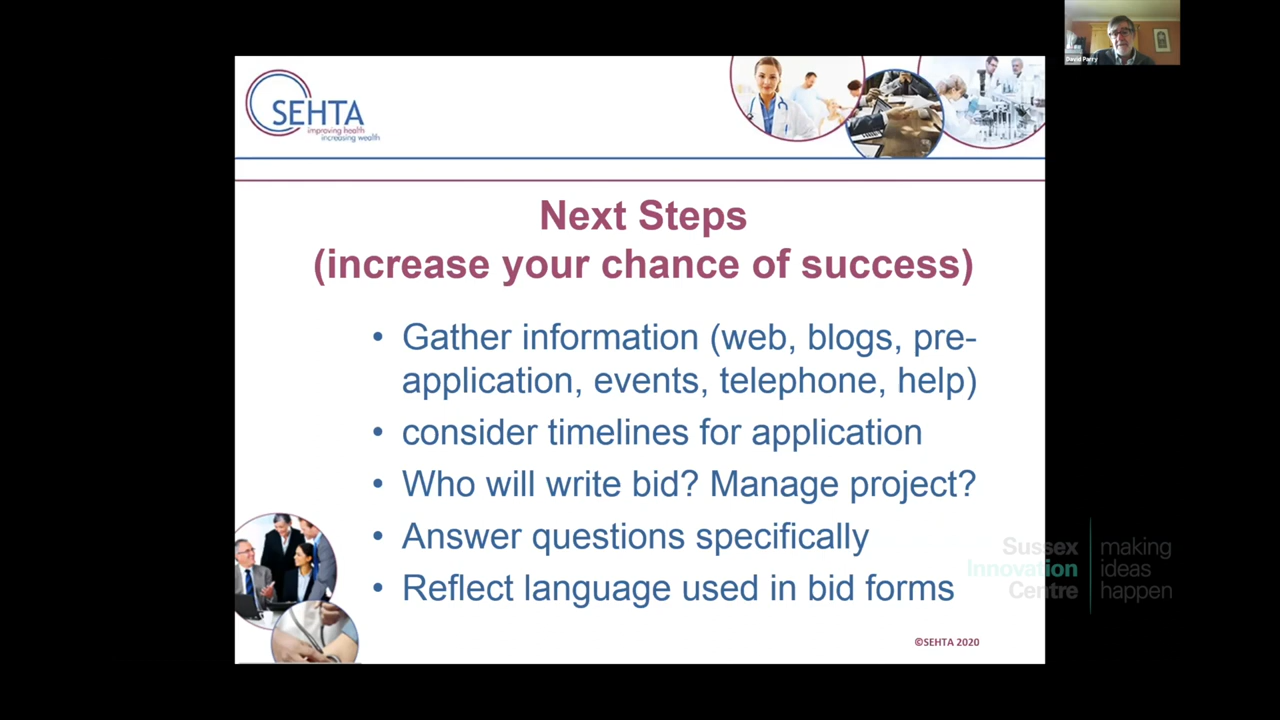 David Parry
SEHTA
improving health
increasing wealth
Next Steps
(increase your chance of success)
• Gather information (web, blogs, pre-
application, events, telephone, help)
• consider timelines for application
• Who will write bid? Manage project?
• Answer questions specifically
• Reflect language used in bid forms
©SEHTA 2020
Sussex
Innovation
Centre
making
ideas
happen